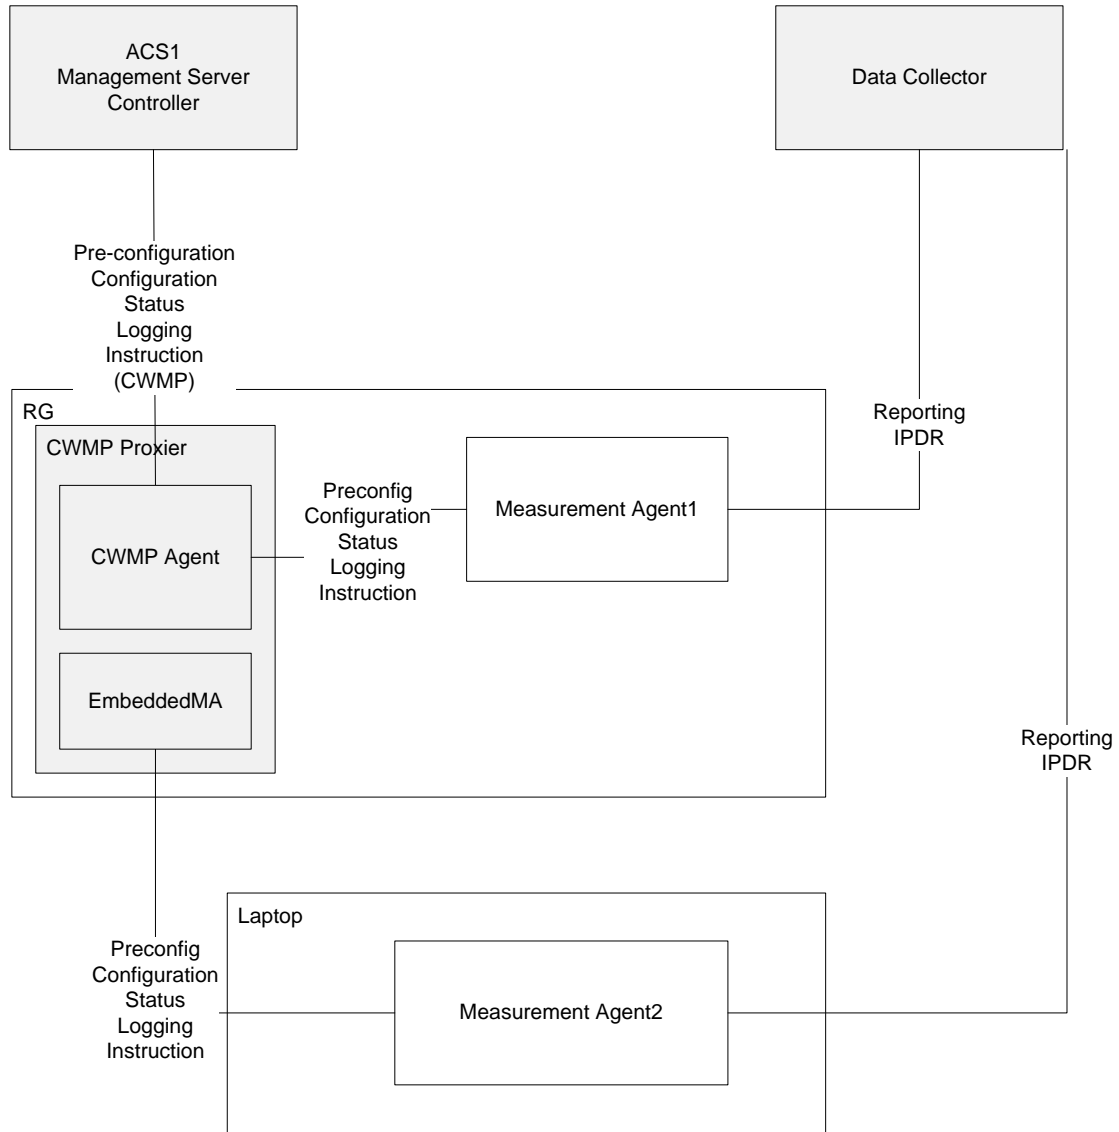 ACS1
Management Server
Controller
Data Collector
Pre-configuration
Configuration
Status
Logging
Instruction
(CWMP)
Reporting
IPDR
RG
CWMP Proxier
CWMP Agent
Preconfig
Configuration
Status
Logging
Instruction
Measurement Agent1
EmbeddedMA
Reporting
IPDR
Laptop
Preconfig
Configuration
Status
Logging
Instruction
Measurement Agent2